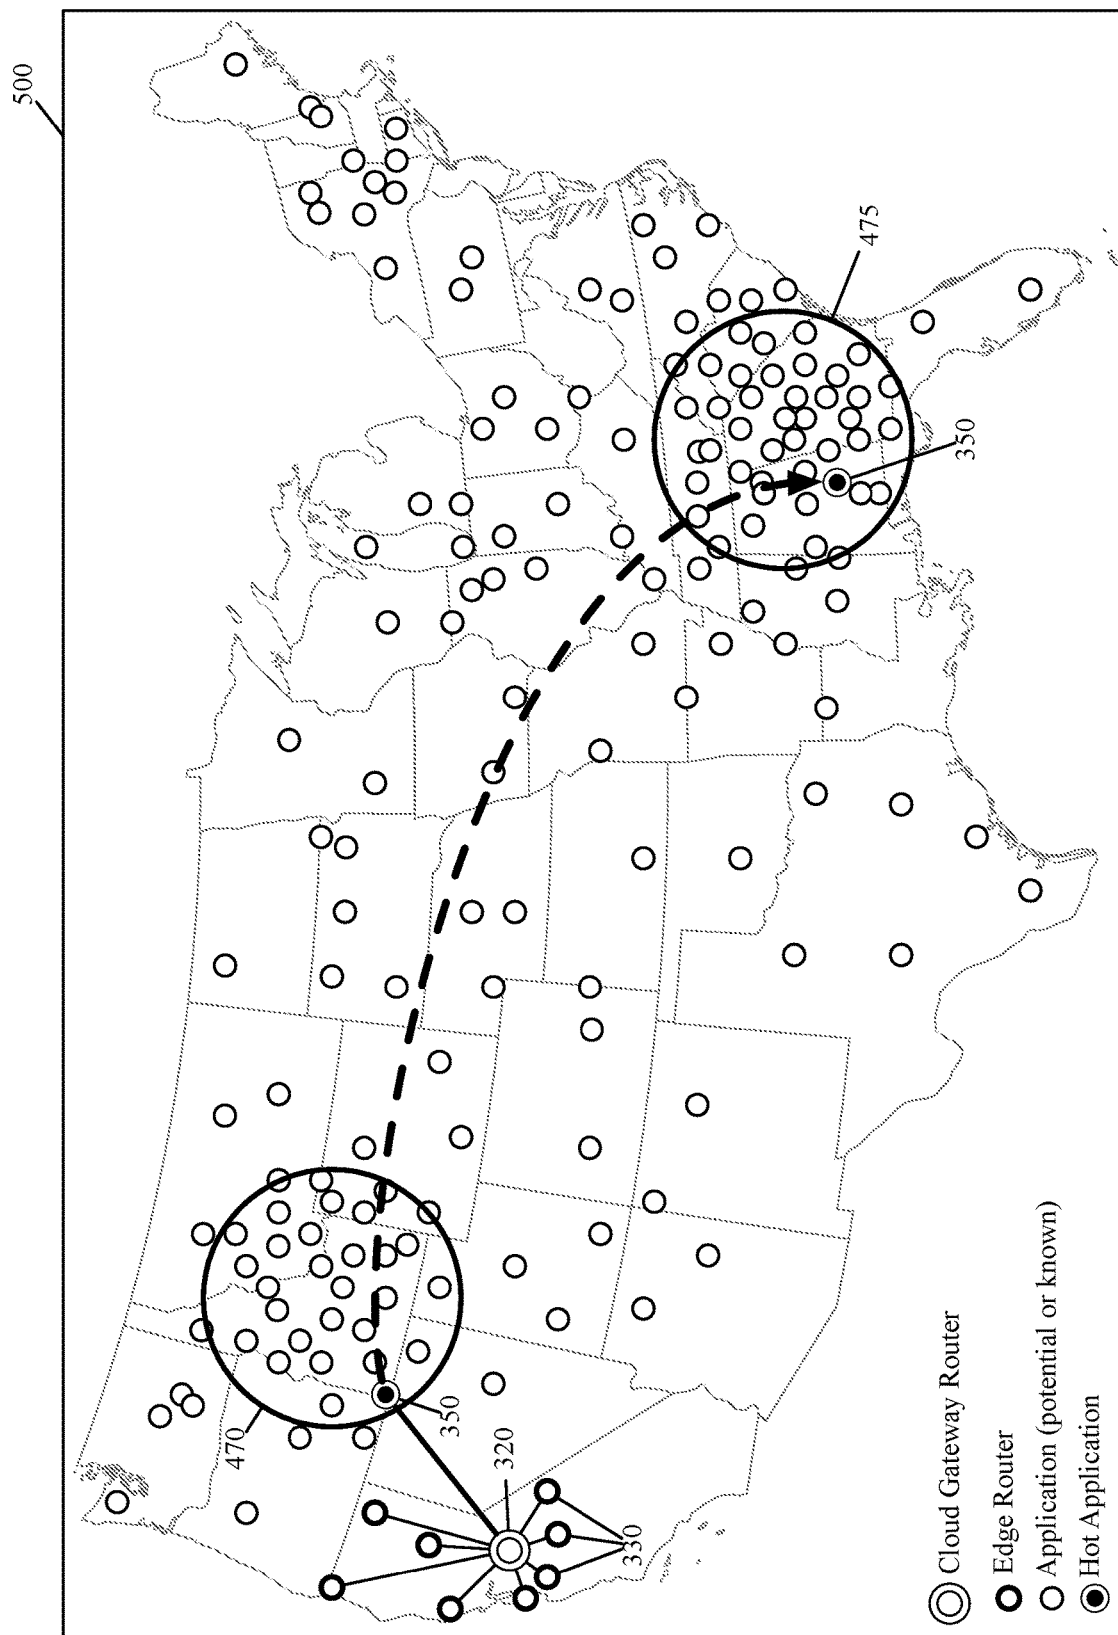 500
475
350
470
350
320
330
Cloud Gateway Router
Edge Router
Application (potential or known)
Hot Application